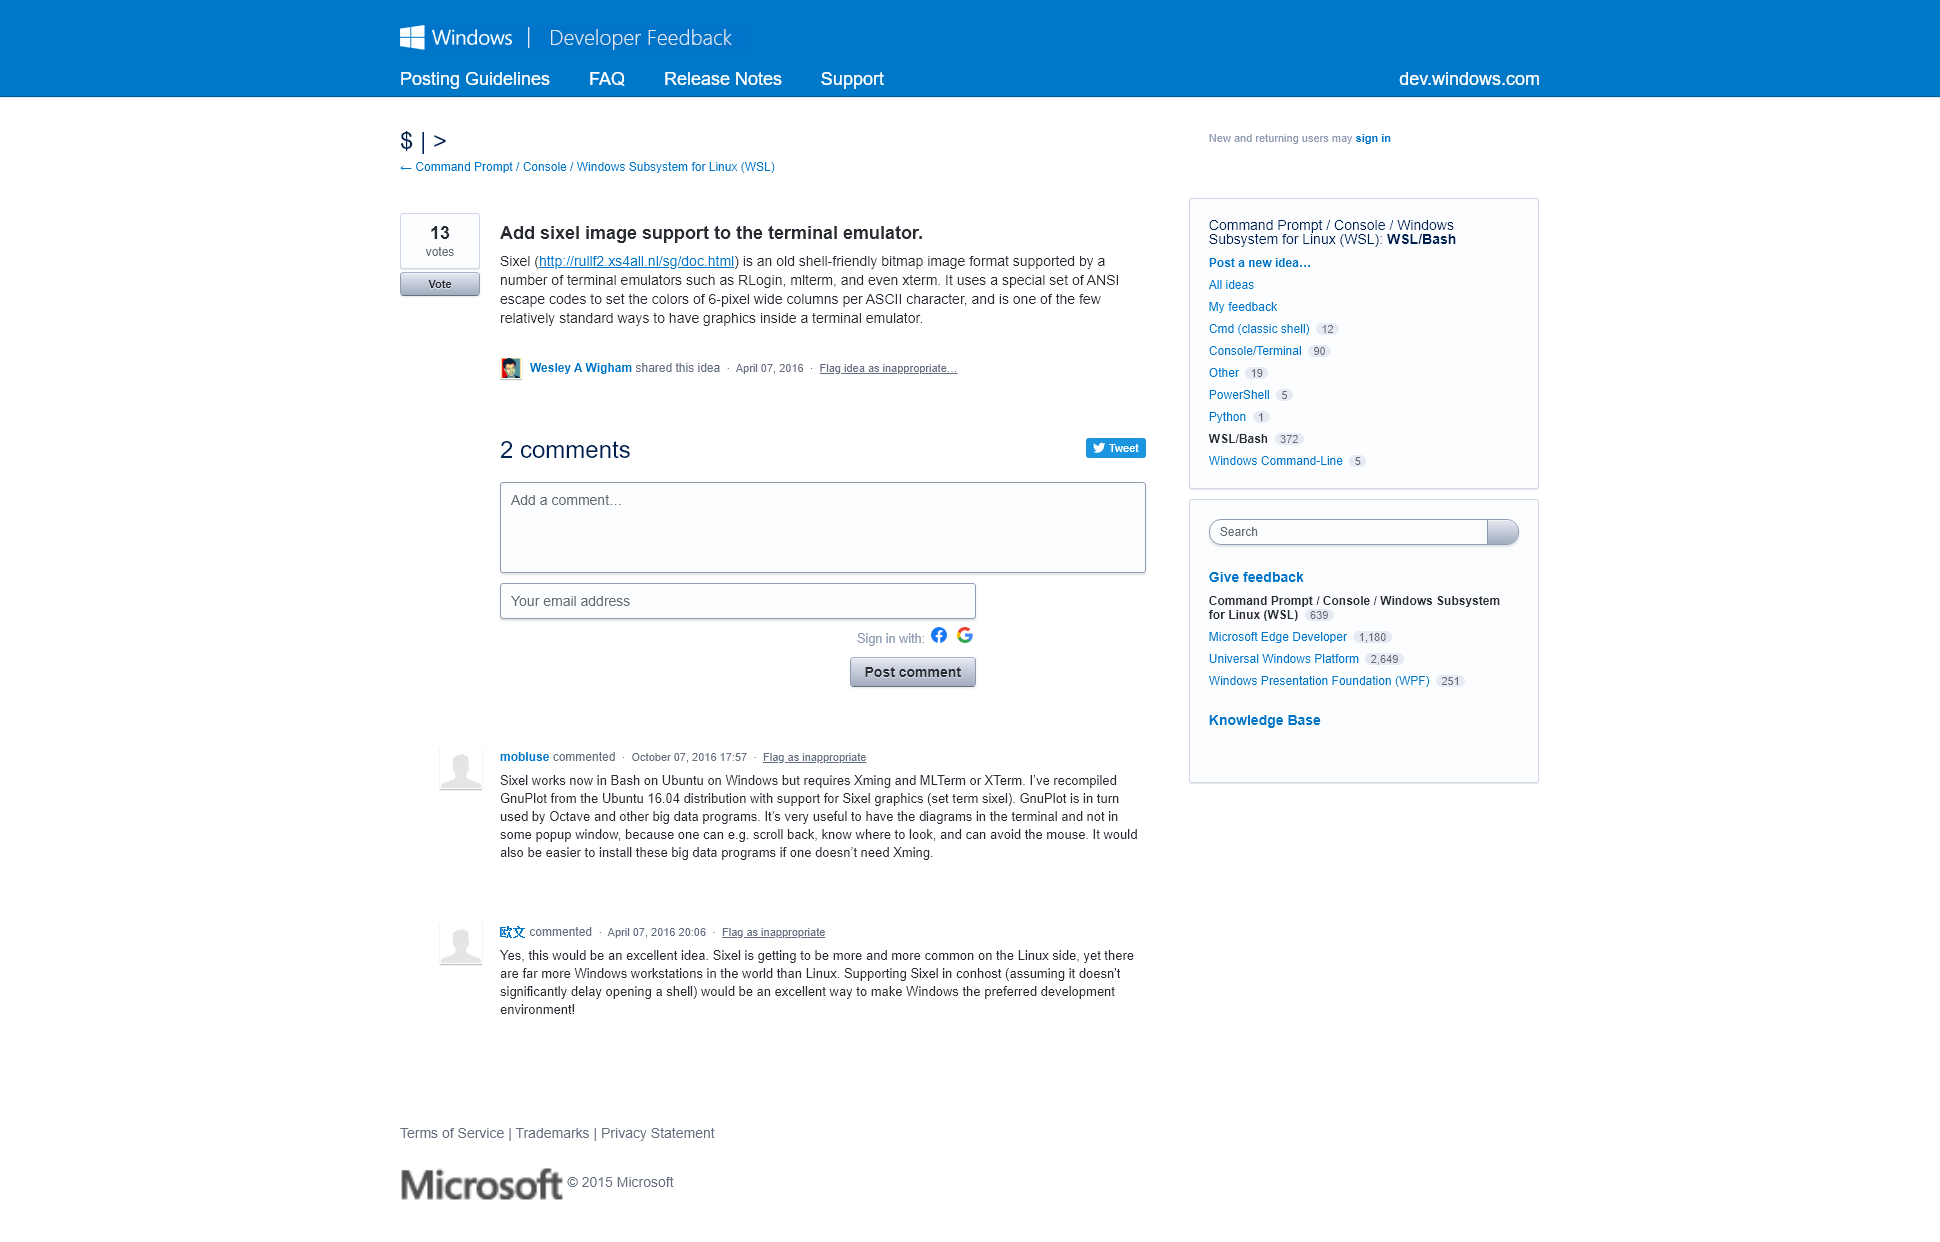 Windows | Developer Feedback
Posting Guidelines FAQ Release Notes Support dev.windows.com
$ | >
← Command Prompt / Console / Windows Subsystem for Linux (WSL)
New and returning users may sign in
13
votes
Vote
Add sixel image support to the terminal emulator.
Sixel (http://rullf2.xs4all.nl/sg/doc.html) is an old shell-friendly bitmap image format supported by a
number of terminal emulators such as RLogin, mlterm, and even xterm. It uses a special set of ANSI
escape codes to set the colors of 6-pixel wide columns per ASCII character, and is one of the few
relatively standard ways to have graphics inside a terminal emulator.
Wesley A Wigham shared this idea · April 07, 2016 · Flag idea as inappropriate…
2 comments
Tweet
Add a comment…
Your email address
Sign in with:
Post comment
mobluse commented · October 07, 2016 17:57 · Flag as inappropriate
Sixel works now in Bash on Ubuntu on Windows but requires Xming and MLTerm or XTerm. I’ve recompiled
GnuPlot from the Ubuntu 16.04 distribution with support for Sixel graphics (set term sixel). GnuPlot is in turn
used by Octave and other big data programs. It’s very useful to have the diagrams in the terminal and not in
some popup window, because one can e.g. scroll back, know where to look, and can avoid the mouse. It would
also be easier to install these big data programs if one doesn’t need Xming.
欧文 commented · April 07, 2016 20:06 · Flag as inappropriate
Yes, this would be an excellent idea. Sixel is getting to be more and more common on the Linux side, yet there
are far more Windows workstations in the world than Linux. Supporting Sixel in conhost (assuming it doesn’t
significantly delay opening a shell) would be an excellent way to make Windows the preferred development
environment!
Command Prompt / Console / Windows
Subsystem for Linux (WSL): WSL/Bash
Post a new idea…
All ideas
My feedback
Cmd (classic shell) 12
Console/Terminal 90
Other 19
PowerShell 5
Python 1
WSL/Bash 372
Windows Command-Line 5
Search
Give feedback
Command Prompt / Console / Windows Subsystem
for Linux (WSL) 639
Microsoft Edge Developer 1,180
Universal Windows Platform 2,649
Windows Presentation Foundation (WPF) 251
Knowledge Base
Terms of Service | Trademarks | Privacy Statement
Microsoft © 2015 Microsoft